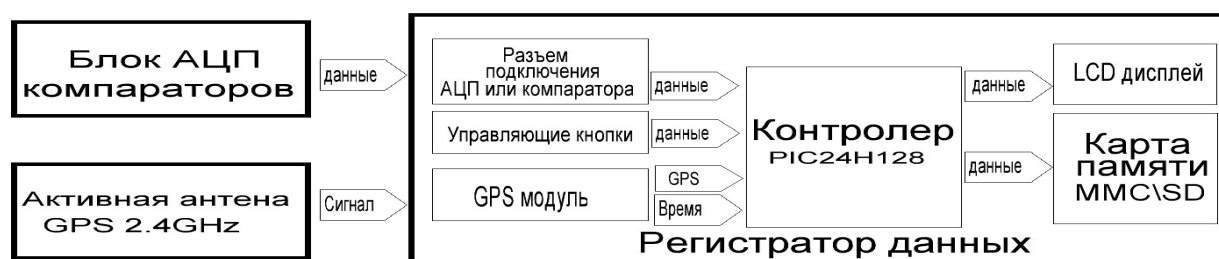 Блок АЦП
компараторов
данные
Активная антена
GPS 2.4GHz
Сигнал
Разъем
подключения
АЦП или компаратора
данные
Управляющие кнопки
данные
GPS модуль
GPS
Время
Контролер
PIC24H128
данные
LCD дисплей
данные
Карта
памяти
MMC\SD
Регистратор данных